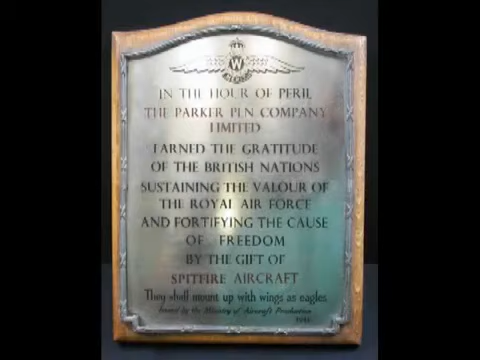 W
IN THE HOUR OF PERIL
THE PARKER PEN COMPANY
LIMITED
EARNED THE GRATITUDE
OF THE BRITISH NATIONS
SUSTAINING THE VALOUR OF
THE ROYAL AIR FORCE
AND FORTIFYING THE CAUSE
OF FREEDOM
BY THE GIFT OF
SPITFIRE AIRCRAFT
They shall mount up with wings as eagles
Issued by the Ministry of Aircraft Production